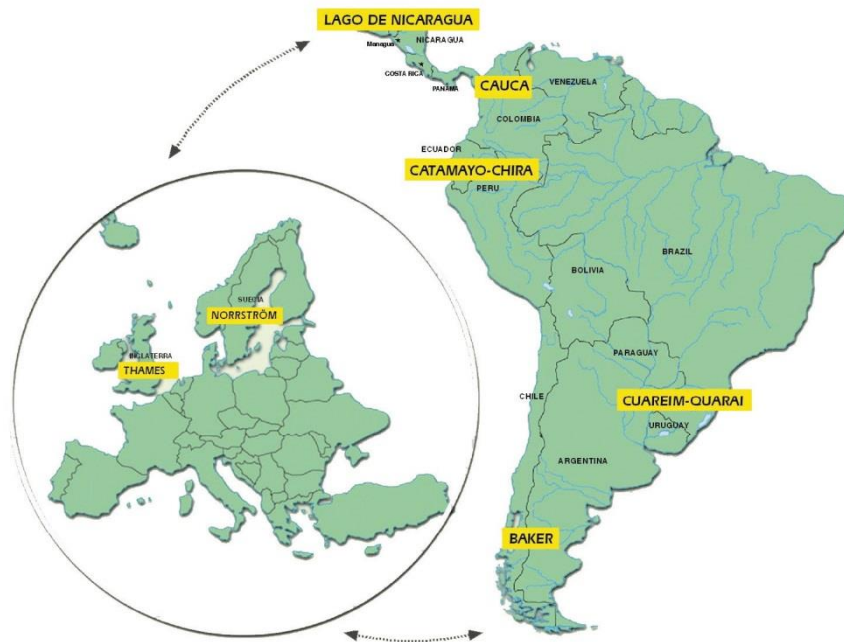 LAGO DE NICARAGUA
NICARAGUA
Managua
COSTA RICA
PANAMA
CAUCA
VENEZUELA
COLOMBIA
ECUADOR
CATAMAYO-CHIRA
PERU
BRAZIL
BOLIVIA
PARAGUAY
CHILE
CUAREIM-QUARAI
URUGUAY
ARGENTINA
BAKER
SUECIA
NORRSTRÖM
INGLATERRA
THAMES